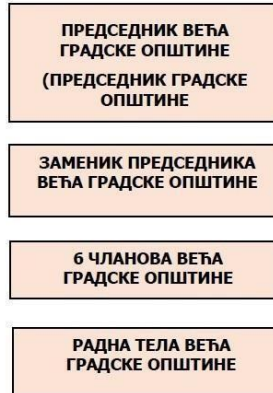 ПРЕДСЕДНИК ВЕЋА
ГРАДСКЕ ОПШТИНЕ
(ПРЕДСЕДНИК ГРАДСКЕ
ОПШТИНЕ
ЗАМЕНИК ПРЕДСЕДНИКА
ВЕЋА ГРАДСКЕ ОПШТИНЕ
6 ЧЛАНОВА ВЕЋА
ГРАДСКЕ ОПШТИНЕ
РАДНА ТЕЛА ВЕЋА
ГРАДСКЕ ОПШТИНЕ